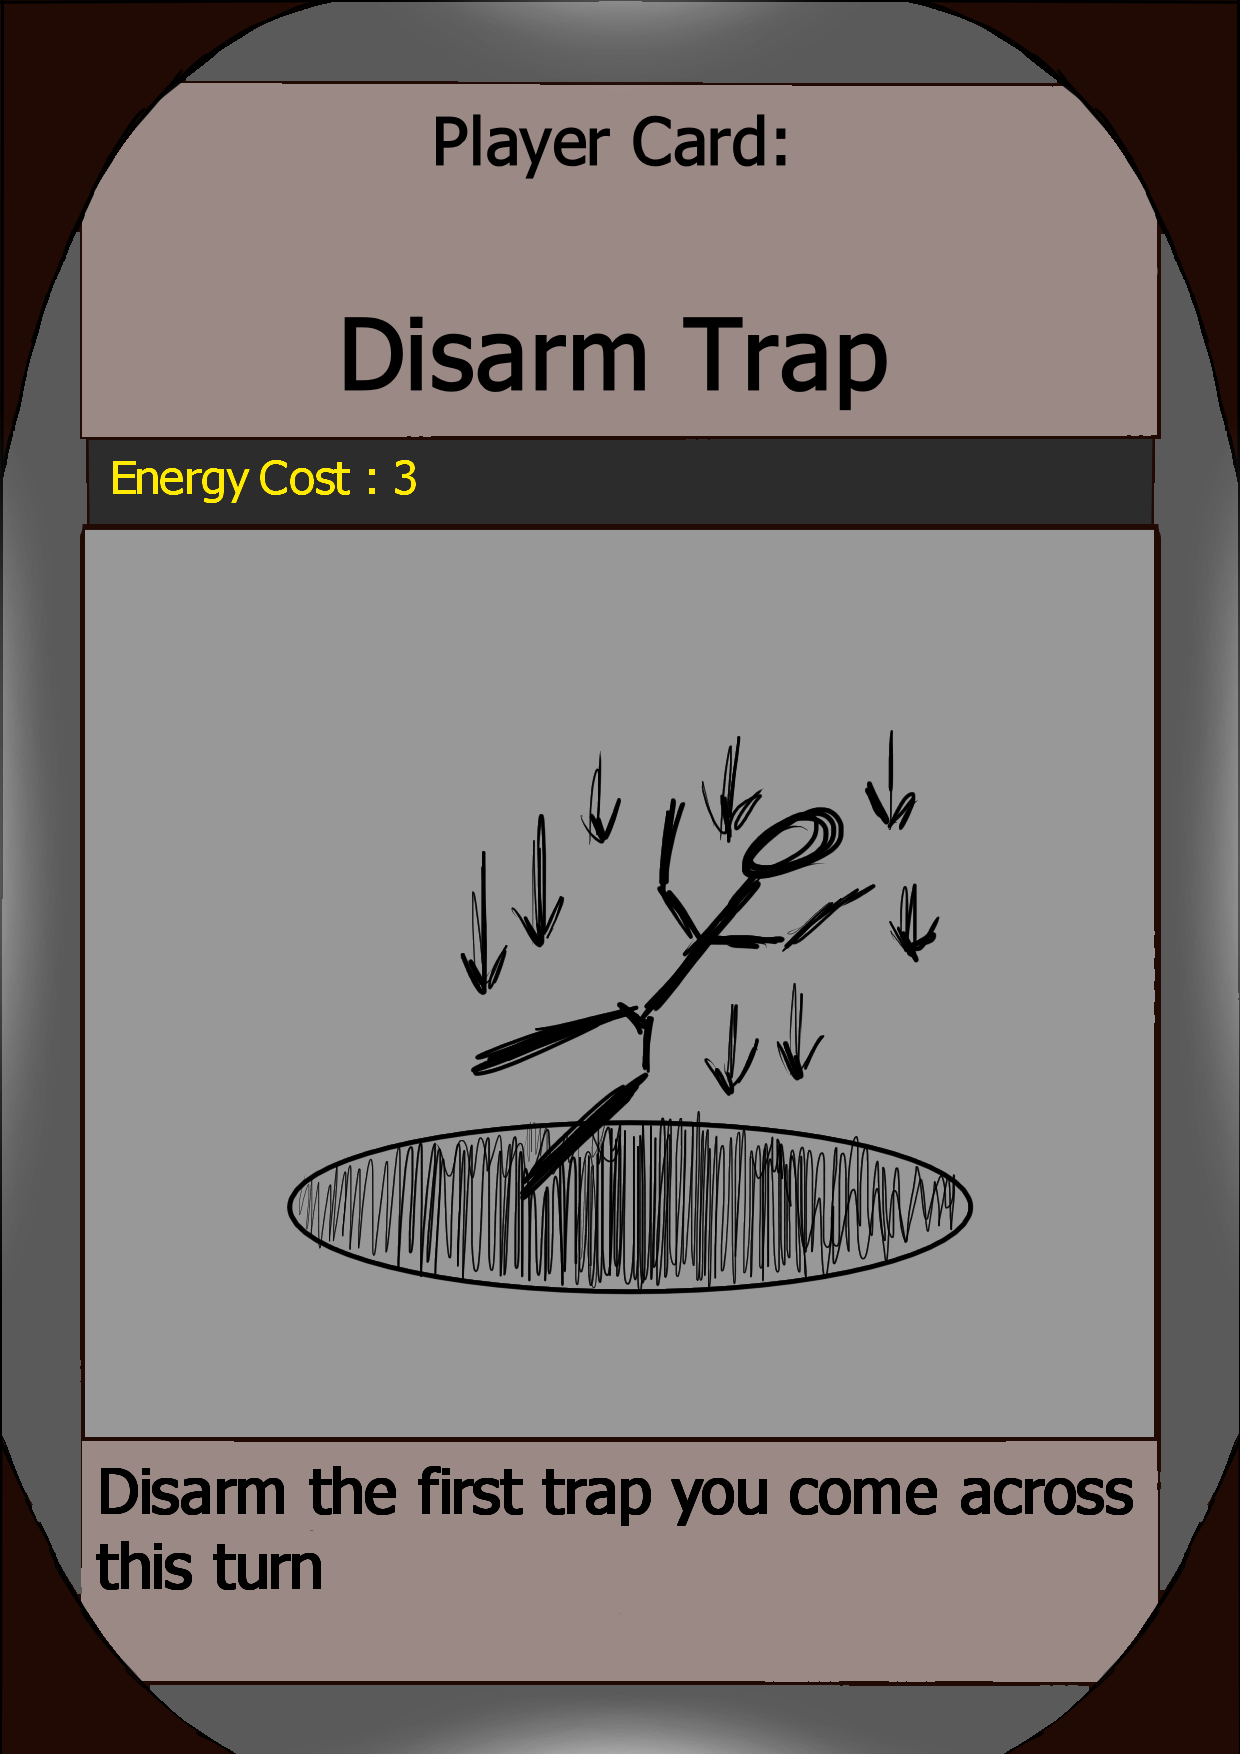 Player Card:
Disarm Trap
Energy Cost : 3
Disarm the first trap you come across
this turn